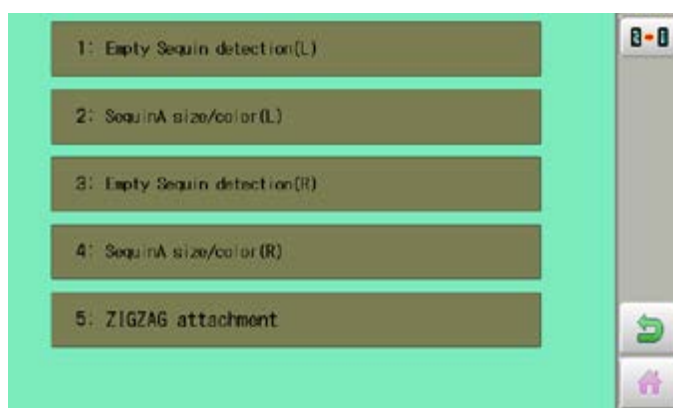 1: Empty Sequin detection(L)
2: SequinA size/color(L)
3: Empty Sequin detection(R)
4: SequinA size/color(R)
5: ZIGZAG attachment